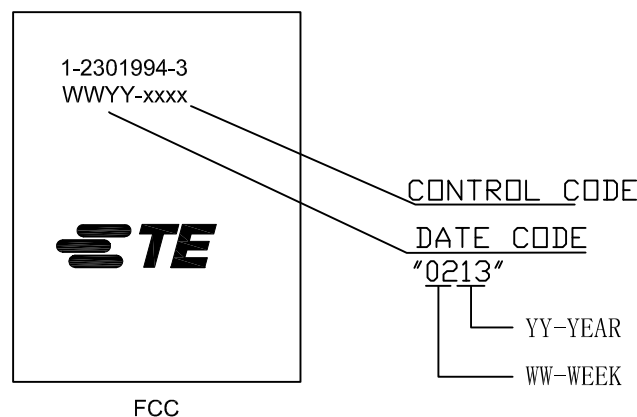 1-2301994-3
WWYY-xxxx
CONTROL CODE
TE
DATE CODE
"0213"
YY-YEAR
WW-WEEK
FCC